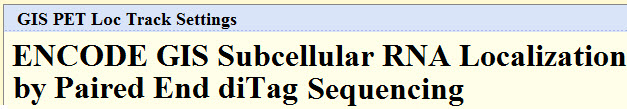 GIS PET Loc Track Settings
ENCODE GIS Subcellular RNA Localization
by Paired End diTag Sequencing